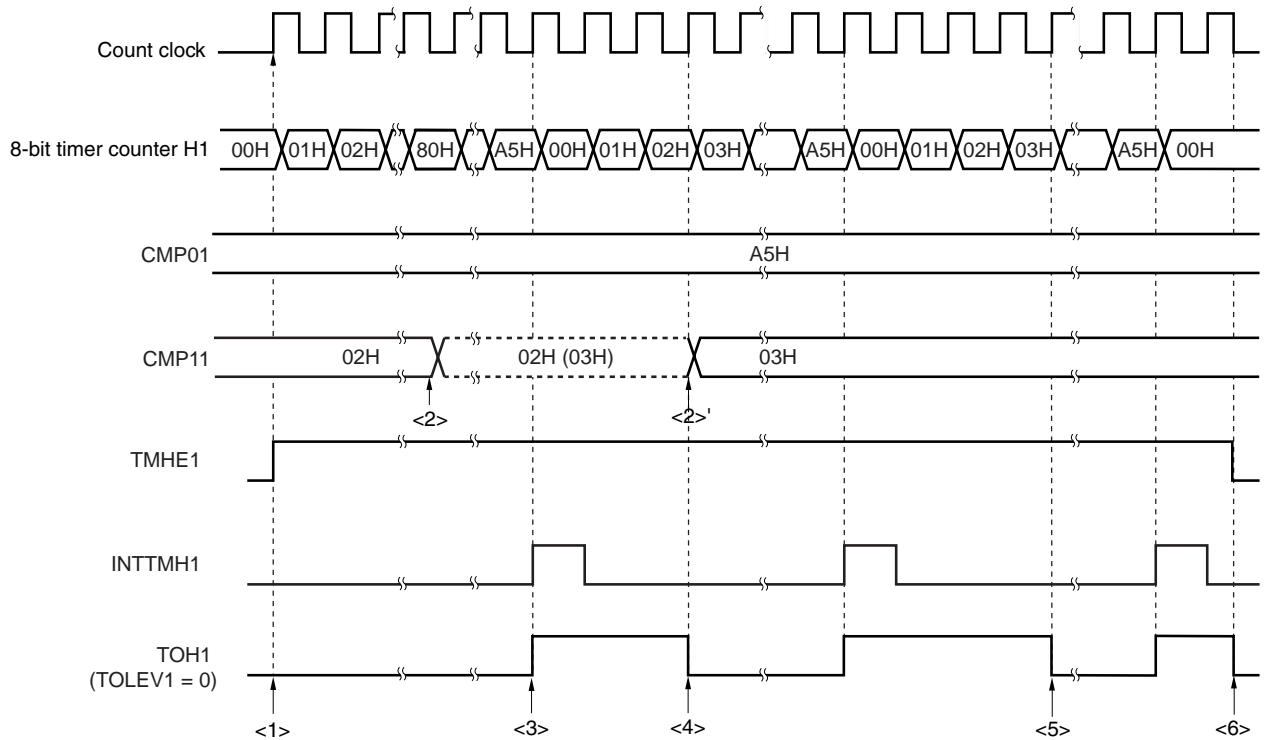 Count clock
8-bit timer counter H1 00H 01H 02H 80H A5H 00H 01H 02H 03H A5H 00H 01H 02H 03H A5H 00H
CMP01 A5H
CMP11 02H 02H (03H) 03H
<2> <2>'
TMHE1
INTTMH1
TOH1
(TOLEV1 = 0)
<1> <3> <4> <5> <6>